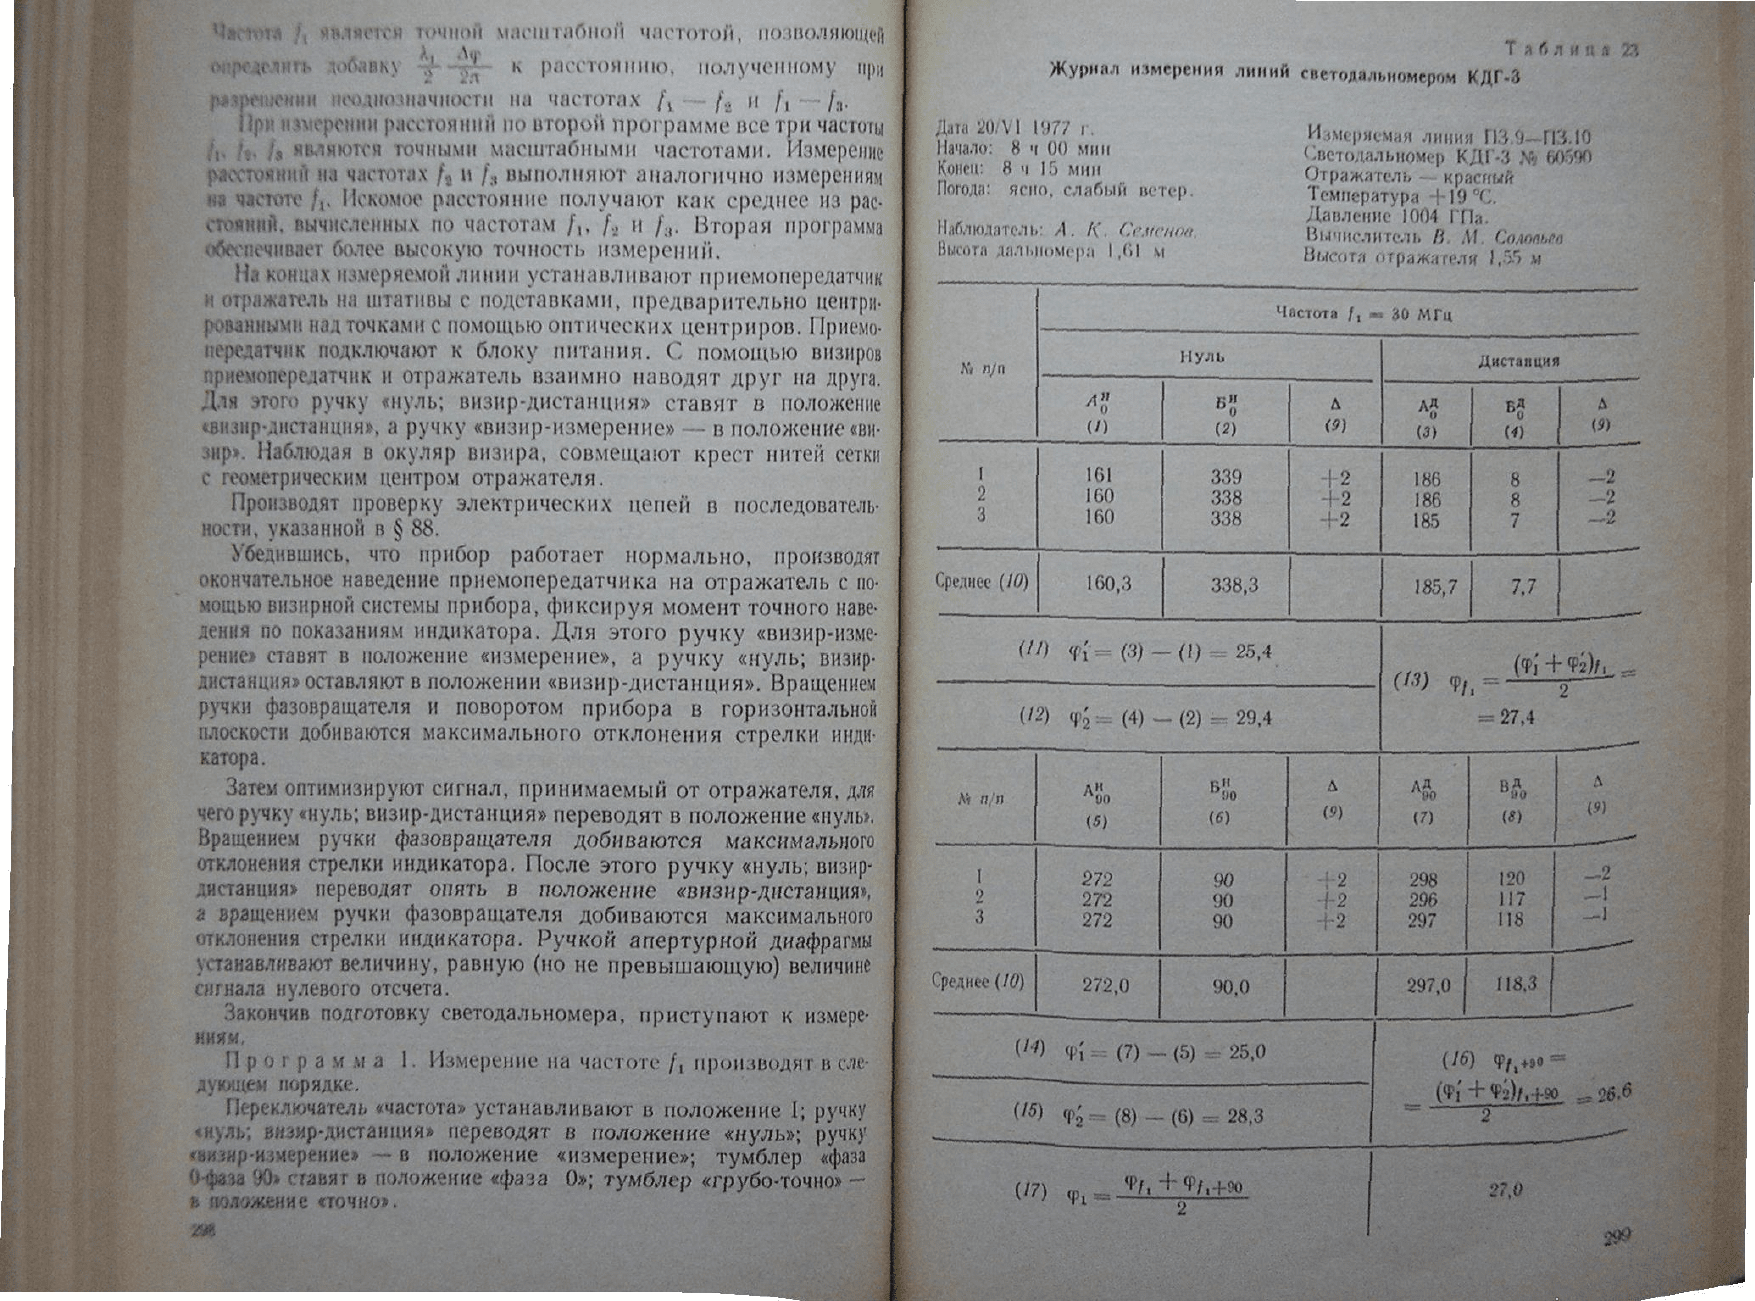 Частота f₁ является точной масштабной частотой, позволяющей
определить добавку λ₁/2 Δφ/2π к расстоянию, полученному при
разрешении неоднозначности на частотах f₁ — f₂ и f₁ — f₃.
При измерении расстояний по второй программе все три частоты
f₁, f₂, f₃ являются точными масштабными частотами. Измерение
расстояний на частотах f₂ и f₃ выполняют аналогично измерениям
на частоте f₁. Искомое расстояние получают как среднее из рас-
стояний, вычисленных по частотам f₁, f₂ и f₃. Вторая программа
обеспечивает более высокую точность измерений.
На концах измеряемой линии устанавливают приемопередатчик
и отражатель на штативы с подставками, предварительно центри-
рованными над точками с помощью оптических центриров. Приемо-
передатчик подключают к блоку питания. С помощью визиров
приемопередатчик и отражатель взаимно наводят друг на друга.
Для этого ручку «нуль; визир-дистанция» ставят в положение
«визир-дистанция», а ручку «визир-измерение» — в положение «ви-
зир». Наблюдая в окуляр визира, совмещают крест нитей сетки
с геометрическим центром отражателя.
Производят проверку электрических цепей в последователь-
ности, указанной в § 88.
Убедившись, что прибор работает нормально, производят
окончательное наведение приемопередатчика на отражатель с по-
мощью визирной системы прибора, фиксируя момент точного наве-
дения по показаниям индикатора. Для этого ручку «визир-изме-
рение» ставят в положение «измерение», а ручку «нуль; визир-
дистанция» оставляют в положении «визир-дистанция». Вращением
ручки фазовращателя и поворотом прибора в горизонтальной
плоскости добиваются максимального отклонения стрелки инди-
катора.
Затем оптимизируют сигнал, принимаемый от отражателя, для
чего ручку «нуль; визир-дистанция» переводят в положение «нуль».
Вращением ручки фазовращателя добиваются максимального
отклонения стрелки индикатора. После этого ручку «нуль; визир-
дистанция» переводят опять в положение «визир-дистанция»,
а вращением ручки фазовращателя добиваются максимального
отклонения стрелки индикатора. Ручкой апертурной диафрагмы
устанавливают величину, равную (но не превышающую) величине
сигнала нулевого отсчета.
Закончив подготовку светодальномера, приступают к измере-
ниям.
Программа 1. Измерение на частоте f₁ производят в сле-
дующем порядке.
Переключатель «частота» устанавливают в положение I; ручку
«нуль; визир-дистанция» переводят в положение «нуль»; ручку
«визир-измерение» — в положение «измерение»; тумблер «фаза
0-фаза 90» ставят в положение «фаза 0»; тумблер «грубо-точно» —
в положение «точно».
298
Таблица 23
Журнал измерения линий светодальномером КДГ-3
Дата 20/VI 1977 г.
Начало: 8 ч 00 мин
Конец: 8 ч 15 мин
Погода: ясно, слабый ветер.
Наблюдатель: А. К. Семенов.
Высота дальномера 1,61 м
Измеряемая линия ПЗ.9—ПЗ.10
Светодальномер КДГ-3 № 60590
Отражатель — красный
Температура +19 °С.
Давление 1004 ГПа.
Вычислитель В. М. Соловьев
Высота отражателя 1,55 м
Частота f₁ = 30 МГц
№ п/п Нуль Дистанция
А₀ᴴ Б₀ᴴ Δ А₀ᴰ Б₀ᴰ Δ
(1) (2) (9) (3) (4) (9)
1 161 339 +2 186 8 —2
2 160 338 +2 186 8 —2
3 160 338 +2 185 7 —2
Среднее (10) 160,3 338,3 185,7 7,7
(11) φ₁′ = (3) — (1) = 25,4
(12) φ₂′ = (4) — (2) = 29,4
(13) φf₁ = (φ₁′ + φ₂′)f₁ / 2 =
= 27,4
№ п/п А₉₀ᴴ Б₉₀ᴴ Δ А₉₀ᴰ В₉₀ᴰ Δ
(5) (6) (9) (7) (8) (9)
1 272 90 +2 298 120 —2
2 272 90 +2 296 117 —1
3 272 90 +2 297 118 —1
Среднее (10) 272,0 90,0 297,0 118,3
(14) φ₁′ = (7) — (5) = 25,0
(15) φ₂′ = (8) — (6) = 28,3
(16) φf₁+90 =
= (φ₁′ + φ₂′)f₁+90 / 2 = 26,6
(17) φ₁ = φf₁ + φf₁+90 / 2 27,0
299